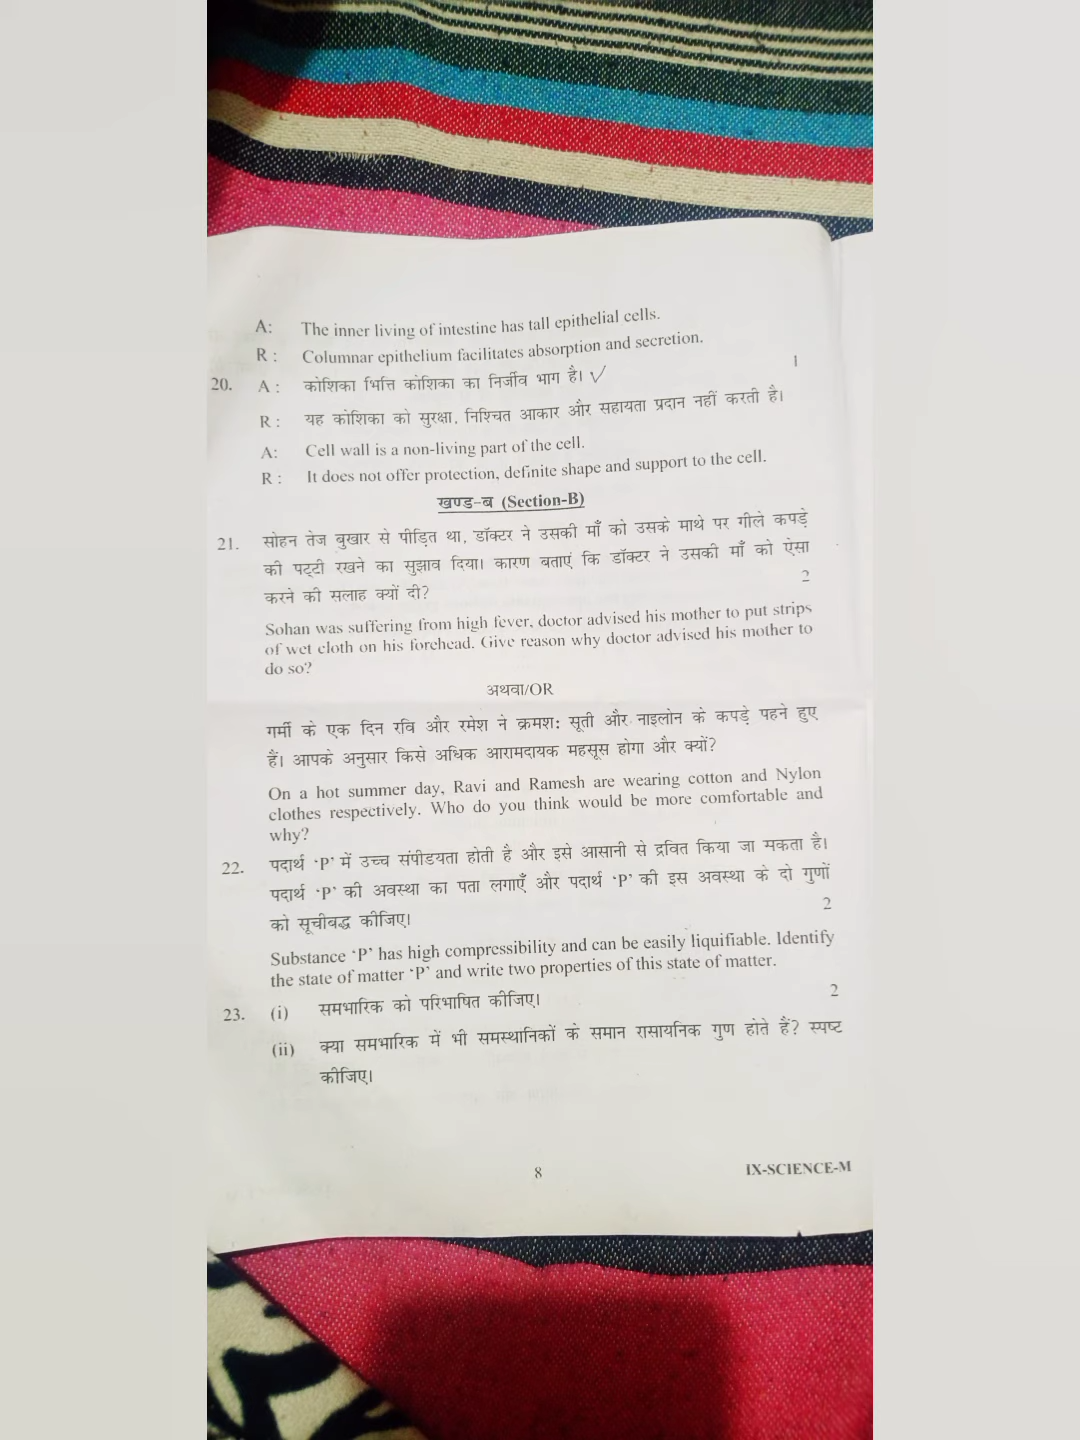 A: The inner living of intestine has tall epithelial cells.
R : Columnar epithelium facilitates absorption and secretion.
1
20. A : कोशिका भित्ति कोशिका का निर्जीव भाग है। ✓
R : यह कोशिका को सुरक्षा, निश्चित आकार और सहायता प्रदान नहीं करती है।
A: Cell wall is a non-living part of the cell.
R : It does not offer protection, definite shape and support to the cell.
खण्ड-ब (Section-B)
21. सोहन तेज बुखार से पीड़ित था, डॉक्टर ने उसकी माँ को उसके माथे पर गीले कपड़े
की पट्टी रखने का सुझाव दिया। कारण बताएं कि डॉक्टर ने उसकी माँ को ऐसा
करने की सलाह क्यों दी? 2
Sohan was suffering from high fever, doctor advised his mother to put strips
of wet cloth on his forehead. Give reason why doctor advised his mother to
do so?
अथवा/OR
गर्मी के एक दिन रवि और रमेश ने क्रमश: सूती और नाइलोन के कपड़े पहने हुए
हैं। आपके अनुसार किसे अधिक आरामदायक महसूस होगा और क्यों?
On a hot summer day, Ravi and Ramesh are wearing cotton and Nylon
clothes respectively. Who do you think would be more comfortable and
why?
22. पदार्थ 'P' में उच्च संपीडयता होती है और इसे आसानी से द्रवित किया जा सकता है।
पदार्थ 'P' की अवस्था का पता लगाएँ और पदार्थ 'P' की इस अवस्था के दो गुणों
को सूचीबद्ध कीजिए। 2
Substance 'P' has high compressibility and can be easily liquifiable. Identify
the state of matter 'P' and write two properties of this state of matter.
23. (i) समभारिक को परिभाषित कीजिए। 2
(ii) क्या समभारिक में भी समस्थानिकों के समान रासायनिक गुण होते हैं? स्पष्ट
कीजिए।
8
IX-SCIENCE-M